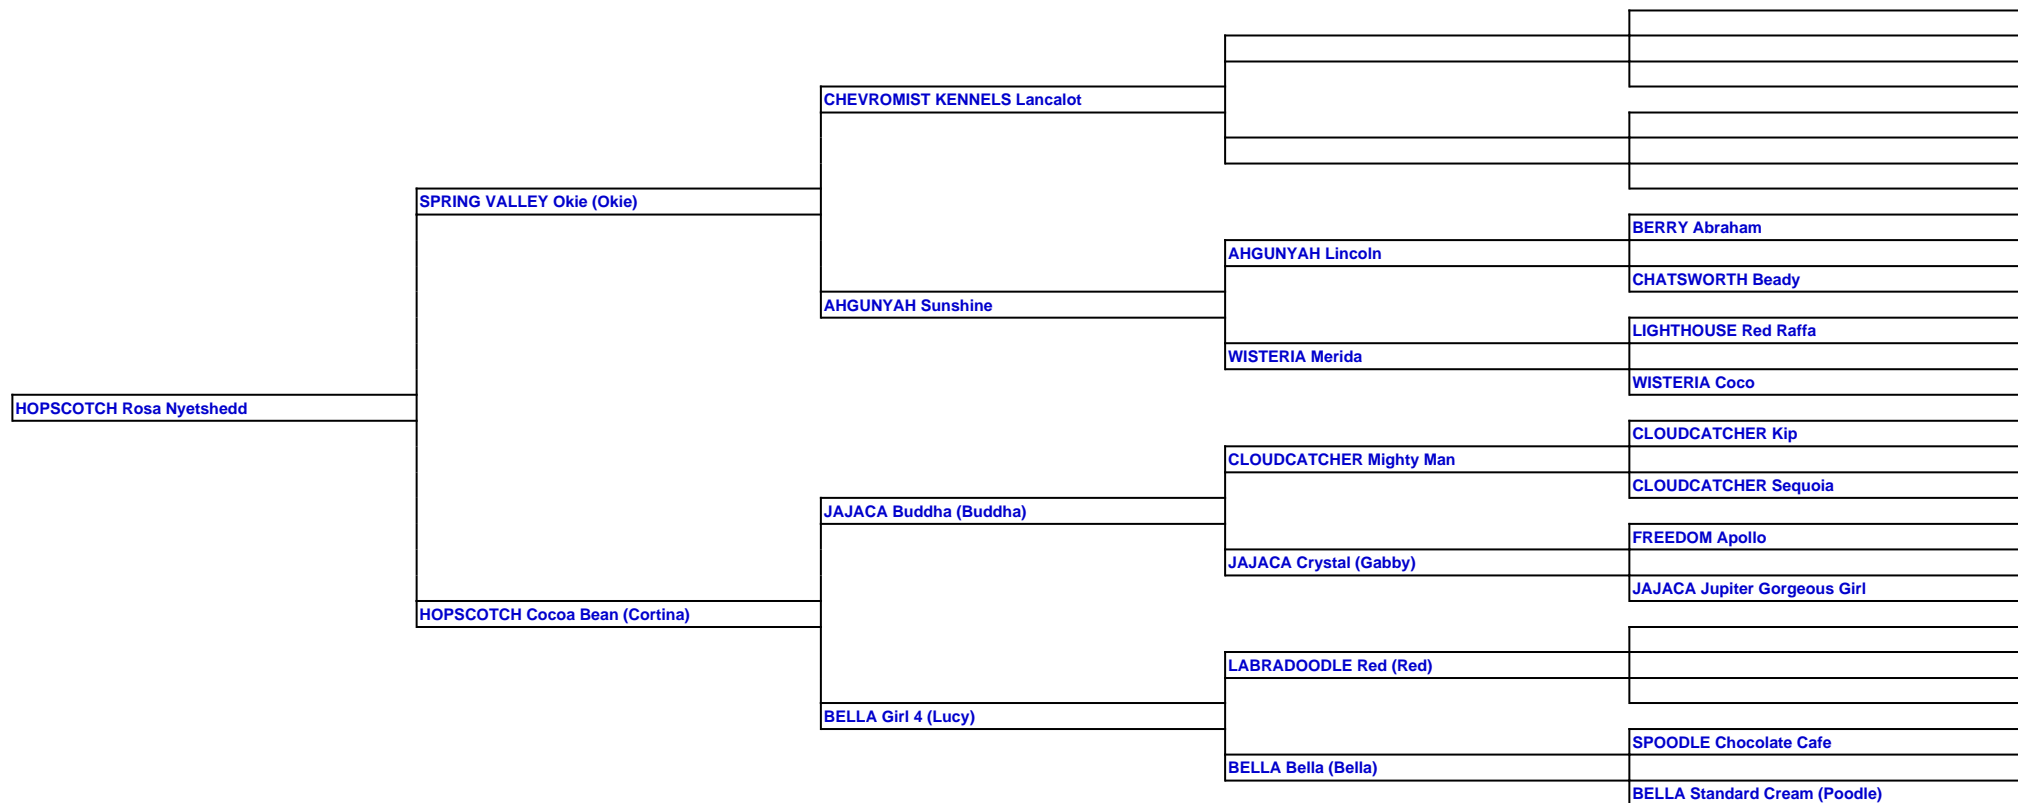 CHEVROMIST KENNELS Lancalot
SPRING VALLEY Okie (Okie)
BERRY Abraham
AHGUNYAH Lincoln
CHATSWORTH Beady
AHGUNYAH Sunshine
LIGHTHOUSE Red Raffa
WISTERIA Merida
WISTERIA Coco
HOPSCOTCH Rosa Nyetshedd
CLOUDCATCHER Kip
CLOUDCATCHER Mighty Man
CLOUDCATCHER Sequoia
JAJACA Buddha (Buddha)
FREEDOM Apollo
JAJACA Crystal (Gabby)
JAJACA Jupiter Gorgeous Girl
HOPSCOTCH Cocoa Bean (Cortina)
LABRADOODLE Red (Red)
BELLA Girl 4 (Lucy)
SPOODLE Chocolate Cafe
BELLA Bella (Bella)
BELLA Standard Cream (Poodle)